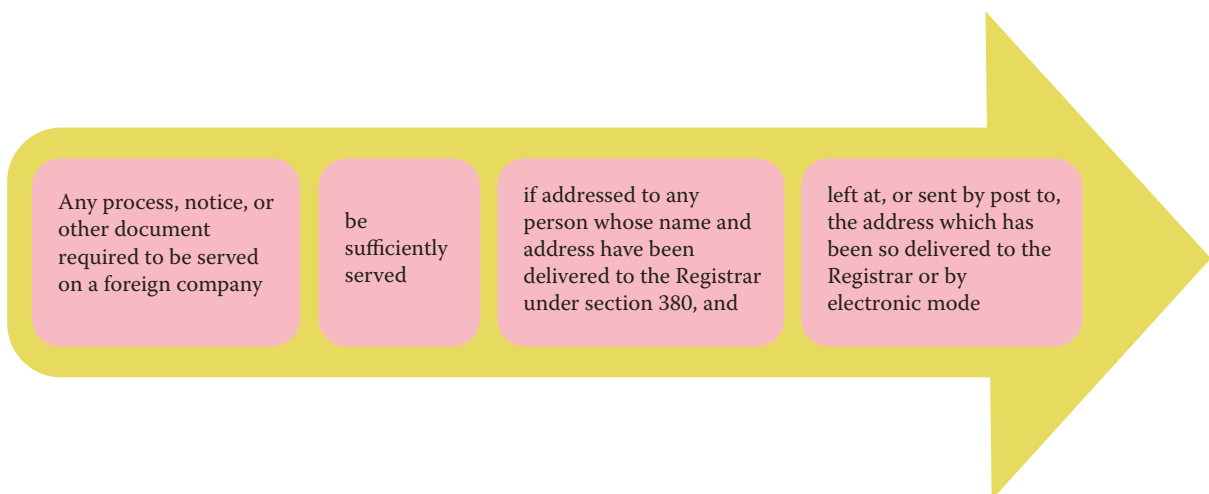 Any process, notice, or
other document
required to be served
on a foreign company
be
sufficiently
served
if addressed to any
person whose name and
address have been
delivered to the Registrar
under section 380, and
left at, or sent by post to,
the address which has
been so delivered to the
Registrar or by
electronic mode